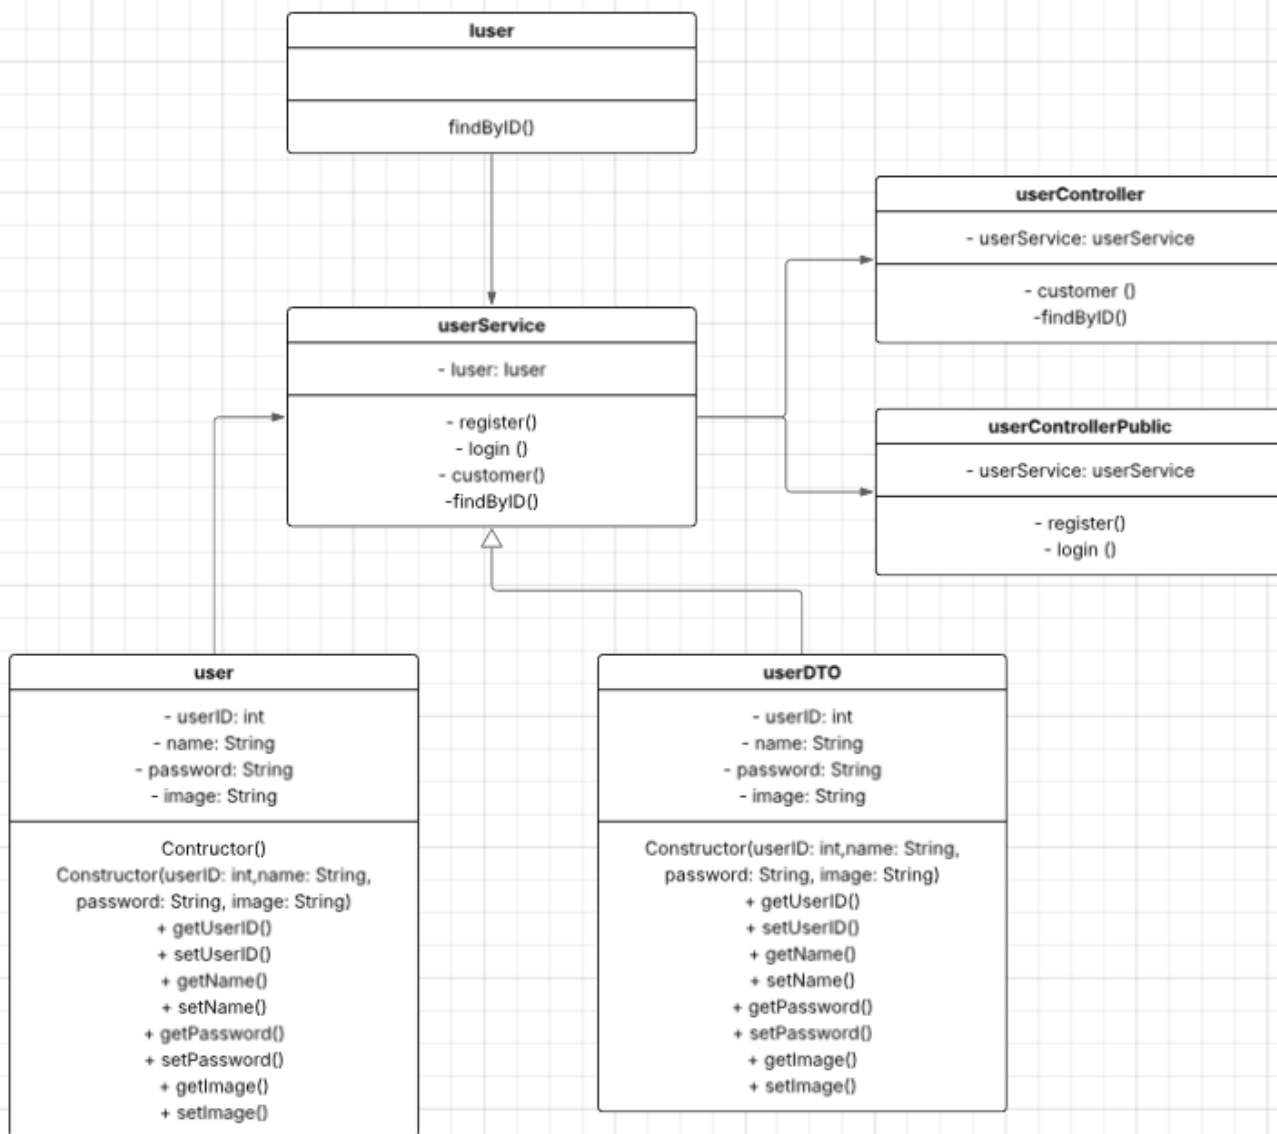 Iuser
findByID()
userController
- userService: userService
- customer ()
-findByID()
userService
- Iuser: Iuser
- register()
- login ()
- customer()
-findByID()
userControllerPublic
- userService: userService
- register()
- login ()
user
- userID: int
- name: String
- password: String
- image: String
Contructor()
Constructor(userID: int,name: String,
password: String, image: String)
+ getUserID()
+ setUserID()
+ getName()
+ setName()
+ getPassword()
+ setPassword()
+ getImage()
+ setImage()
userDTO
- userID: int
- name: String
- password: String
- image: String
Constructor(userID: int,name: String,
password: String, image: String)
+ getUserID()
+ setUserID()
+ getName()
+ setName()
+ getPassword()
+ setPassword()
+ getImage()
+ setImage()